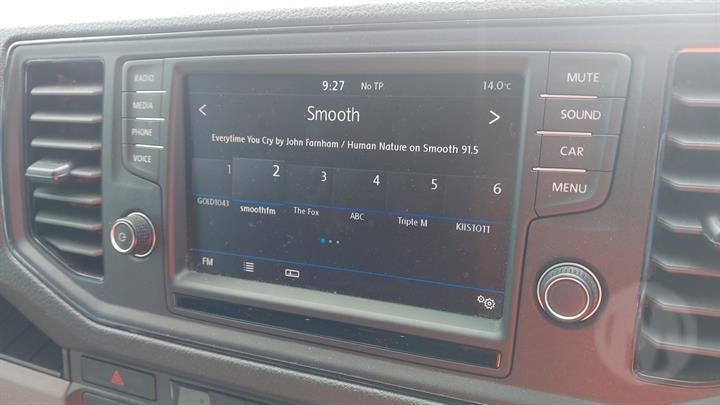 RADIO
MEDIA
PHONE
VOICE
9:27 No TP 14.0°C
< Smooth >
Everytime You Cry by John Farnham / Human Nature on Smooth 91.5
1 2 3 4 5 6
GOLD1043 smoothfm The Fox ABC Triple M KIIS1011
FM
MUTE
SOUND
CAR
MENU